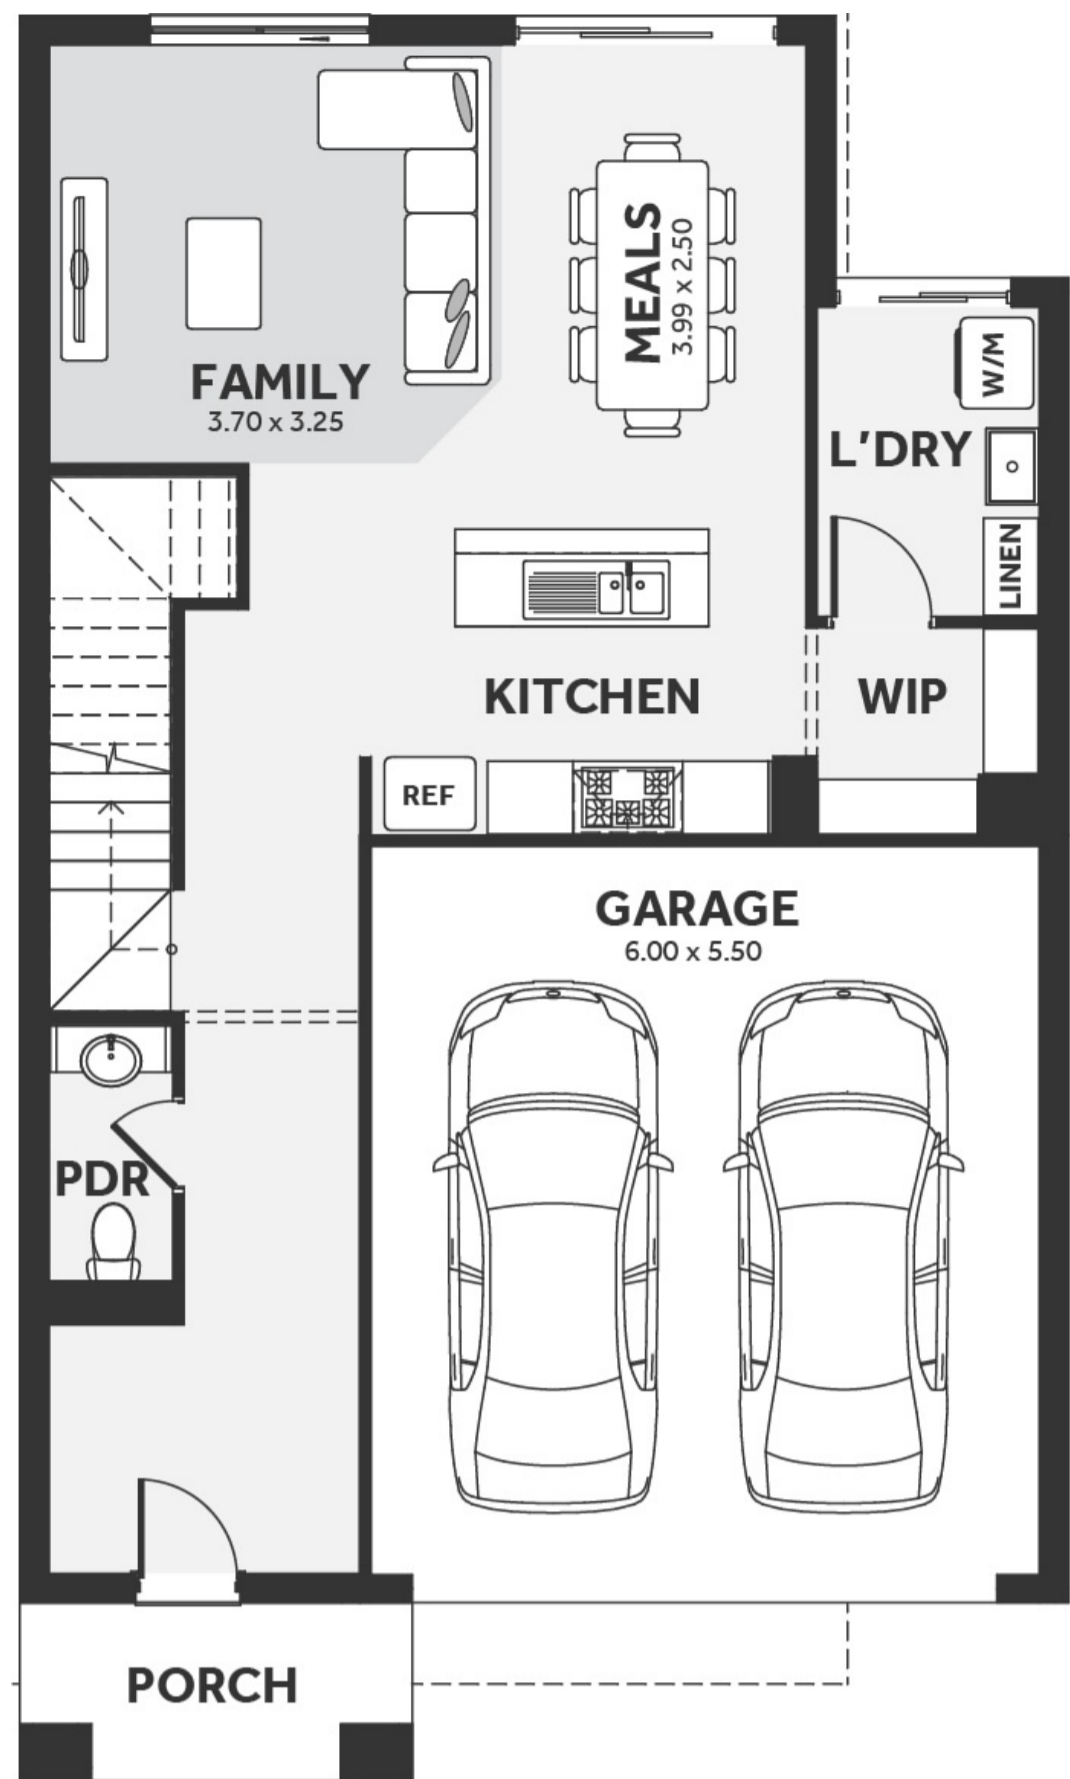 FAMILY
3.70 x 3.25
MEALS
3.99 x 2.50
W/M
L'DRY
LINEN
KITCHEN
WIP
REF
GARAGE
6.00 x 5.50
PDR
PORCH